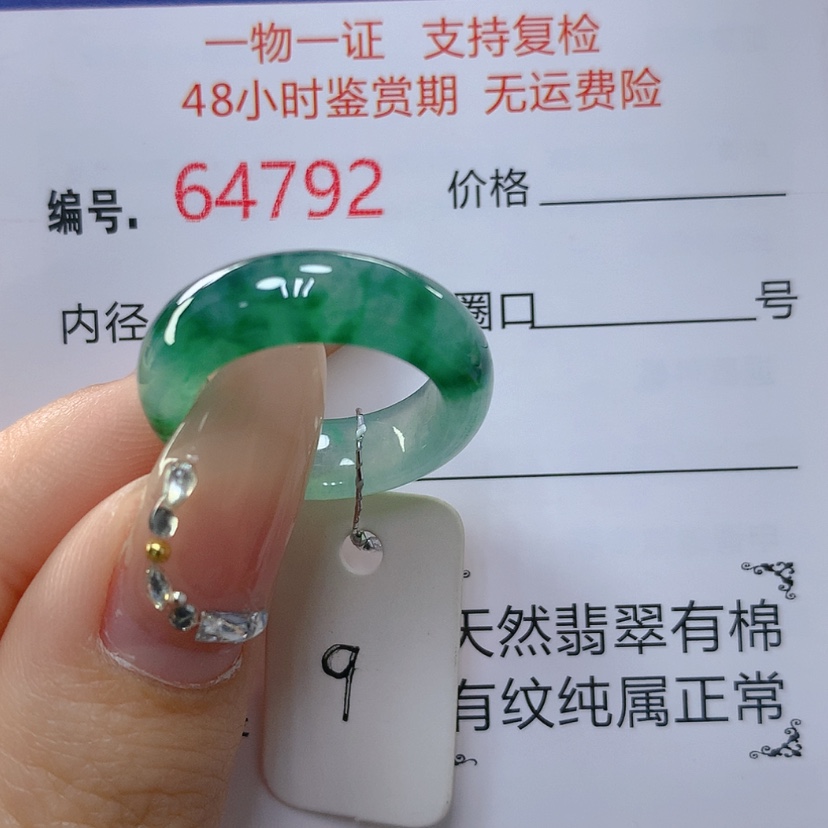 一物一证 支持复检
48小时鉴赏期 无运费险
编号. 64792 价格
内径 圈口 号
天然翡翠有棉
有纹纯属正常
9